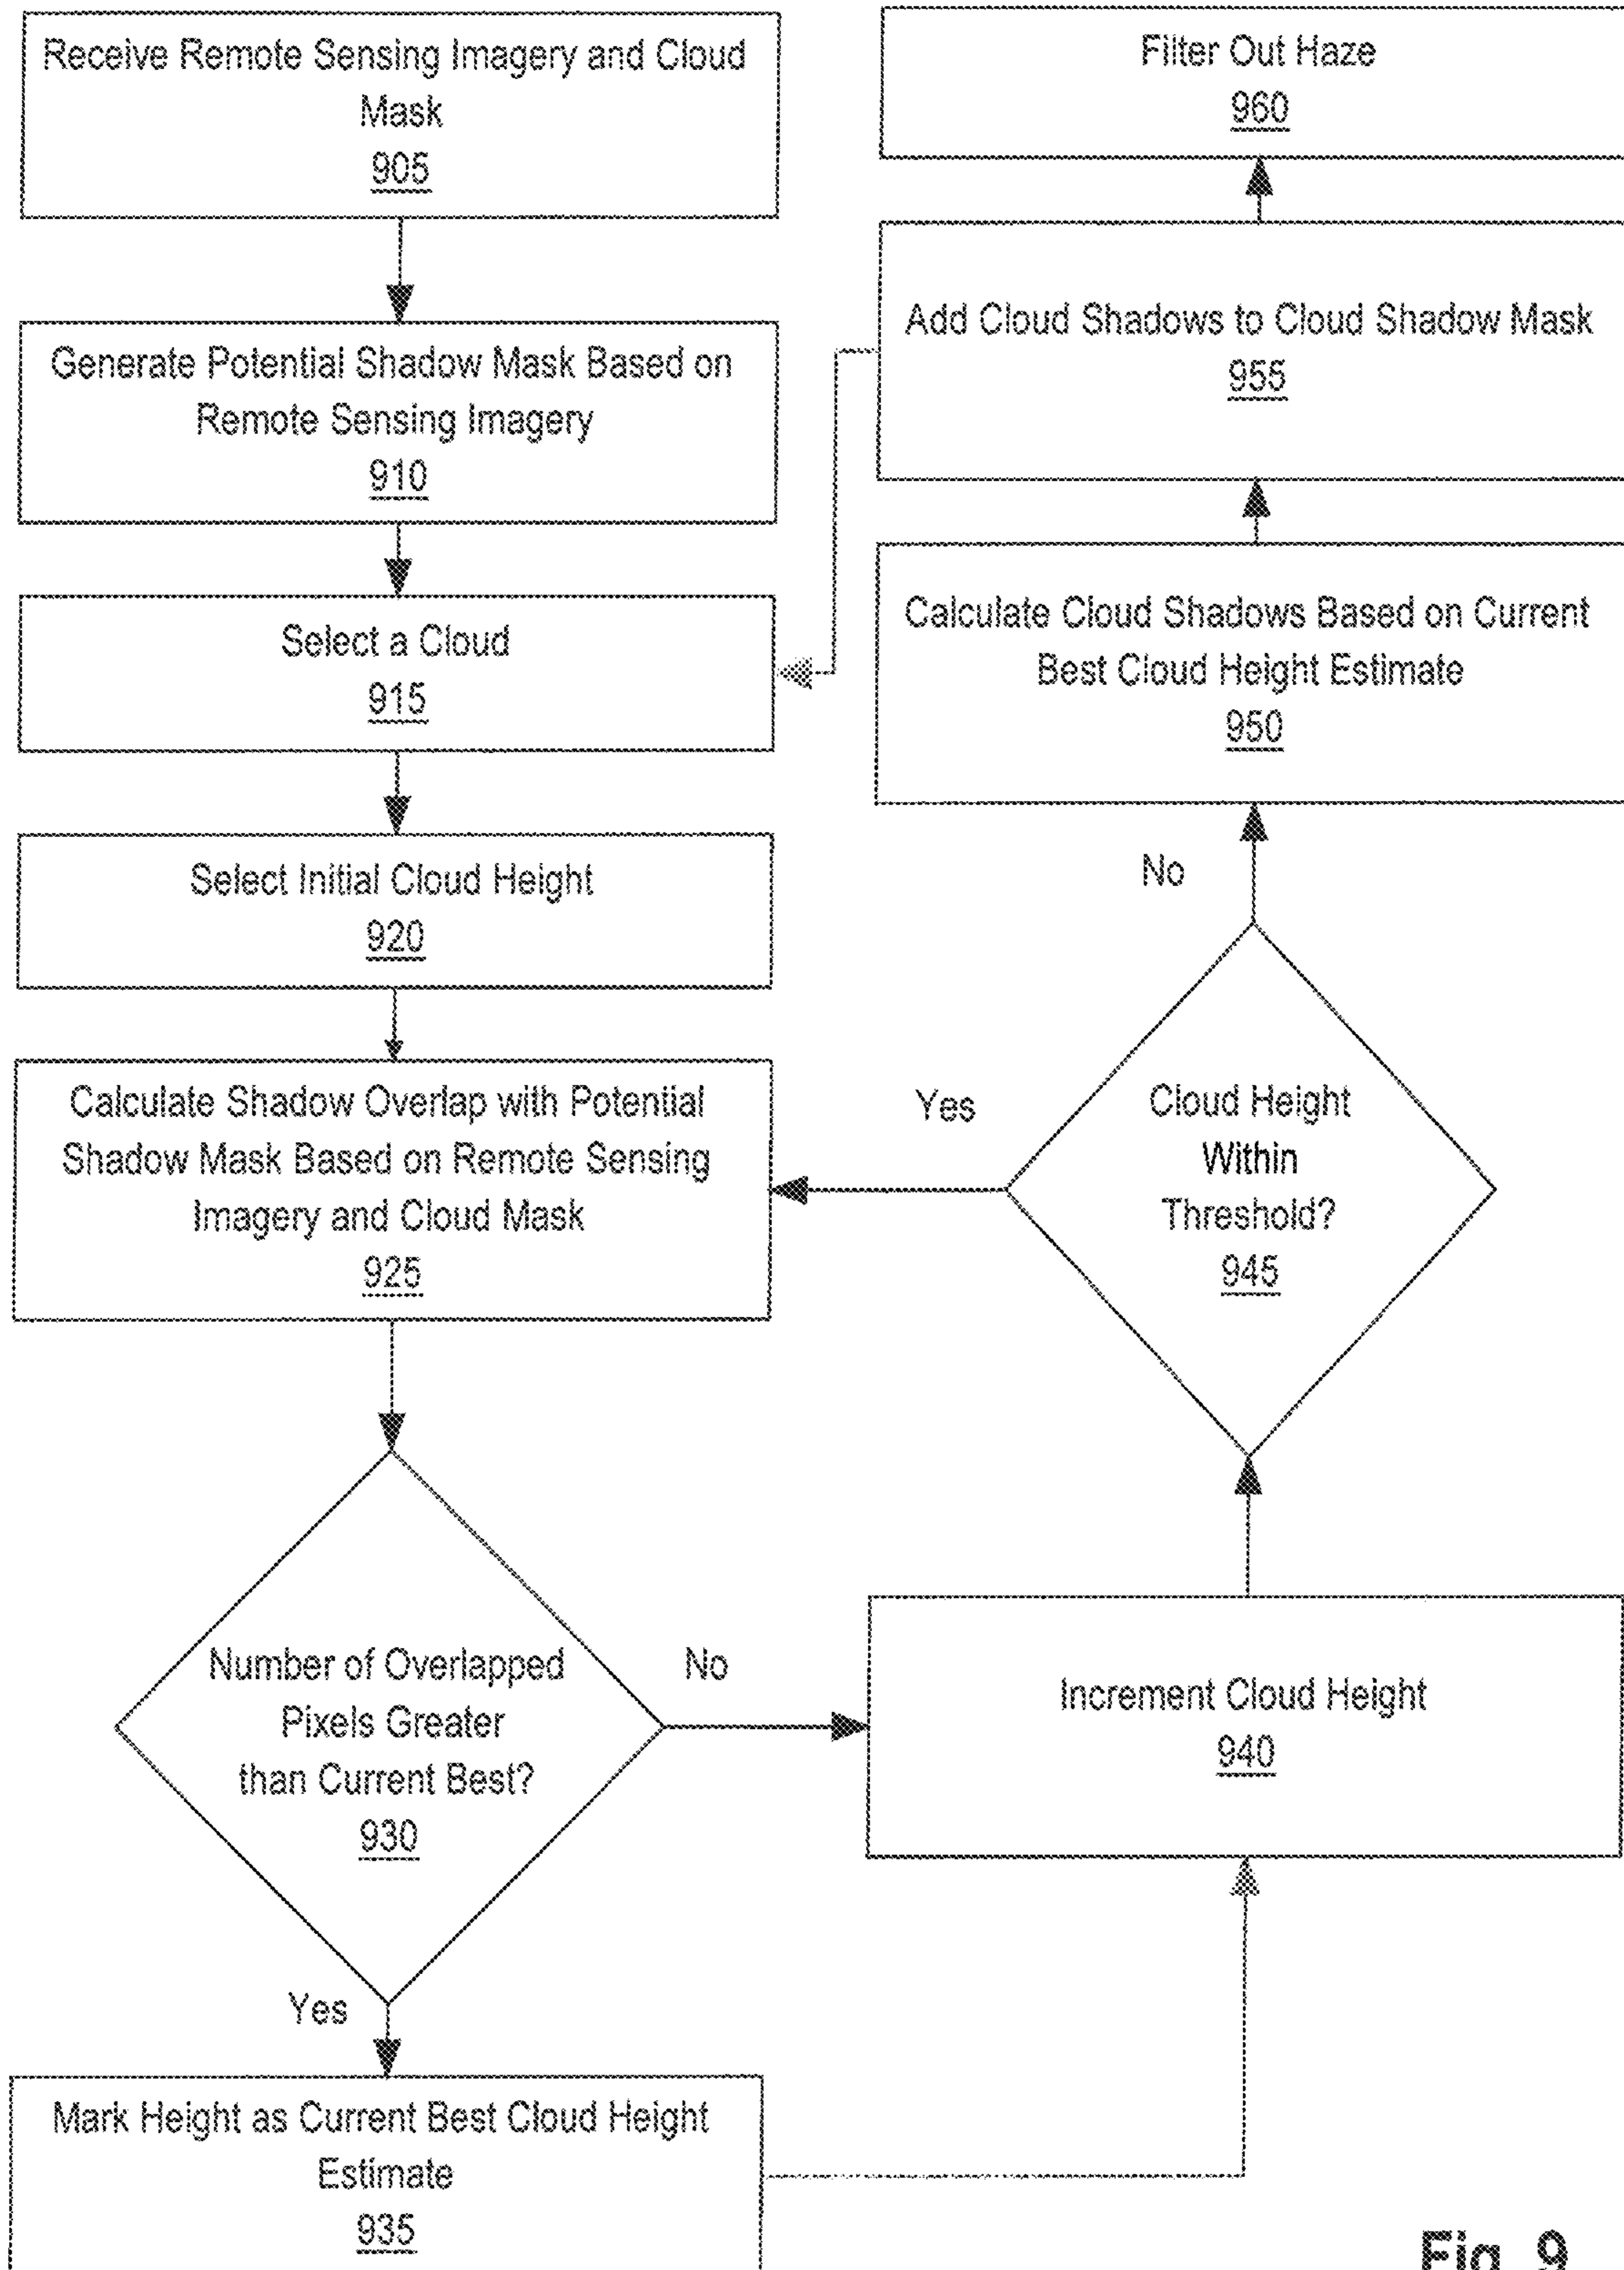 Receive Remote Sensing Imagery and Cloud
Mask
905
Generate Potential Shadow Mask Based on
Remote Sensing Imagery
910
Select a Cloud
915
Select Initial Cloud Height
920
Calculate Shadow Overlap with Potential
Shadow Mask Based on Remote Sensing
Imagery and Cloud Mask
925
Number of Overlapped
Pixels Greater
than Current Best?
930
No
Yes
Mark Height as Current Best Cloud Height
Estimate
935
Increment Cloud Height
940
Cloud Height
Within
Threshold?
945
Yes
No
Calculate Cloud Shadows Based on Current
Best Cloud Height Estimate
950
Add Cloud Shadows to Cloud Shadow Mask
955
Filter Out Haze
960
Fig. 9